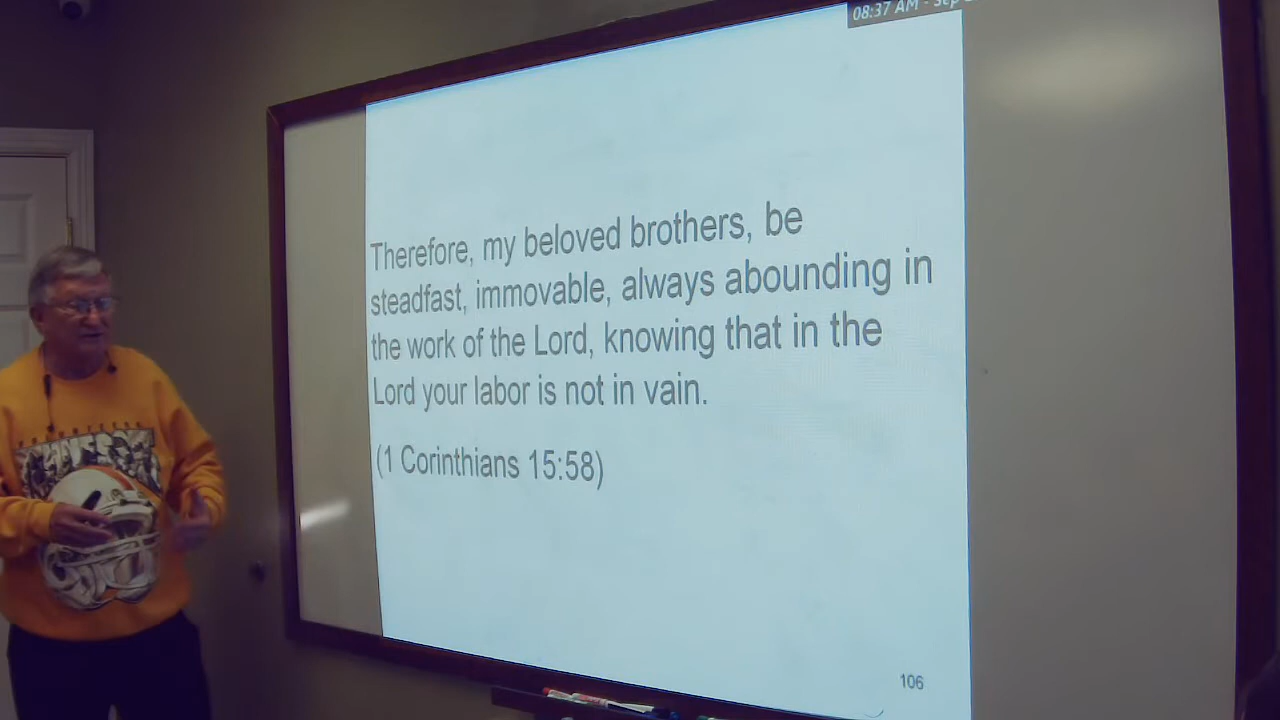 08:37 AM - Sep
Therefore, my beloved brothers, be
steadfast, immovable, always abounding in
the work of the Lord, knowing that in the
Lord your labor is not in vain.
(1 Corinthians 15:58)
106